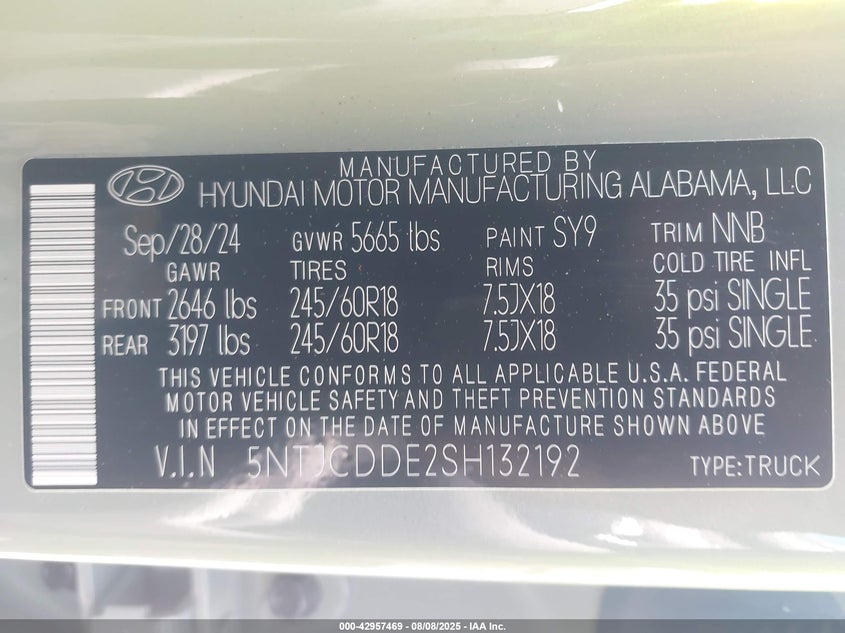 MANUFACTURED BY
HYUNDAI MOTOR MANUFACTURING ALABAMA, LLC
Sep/28/24 GVWR 5665 lbs PAINT SY9 TRIM NNB
GAWR TIRES RIMS COLD TIRE INFL
FRONT 2646 lbs 245/60R18 7.5JX18 35 psi SINGLE
REAR 3197 lbs 245/60R18 7.5JX18 35 psi SINGLE
THIS VEHICLE CONFORMS TO ALL APPLICABLE U.S.A. FEDERAL
MOTOR VEHICLE SAFETY AND THEFT PREVENTION STANDARDS
IN EFFECT ON THE DATE OF MANUFACTURE SHOWN ABOVE
V.I.N 5NTJCDDE2SH132192 TYPE:TRUCK
000-42957469 - 08/08/2025 - IAA Inc.